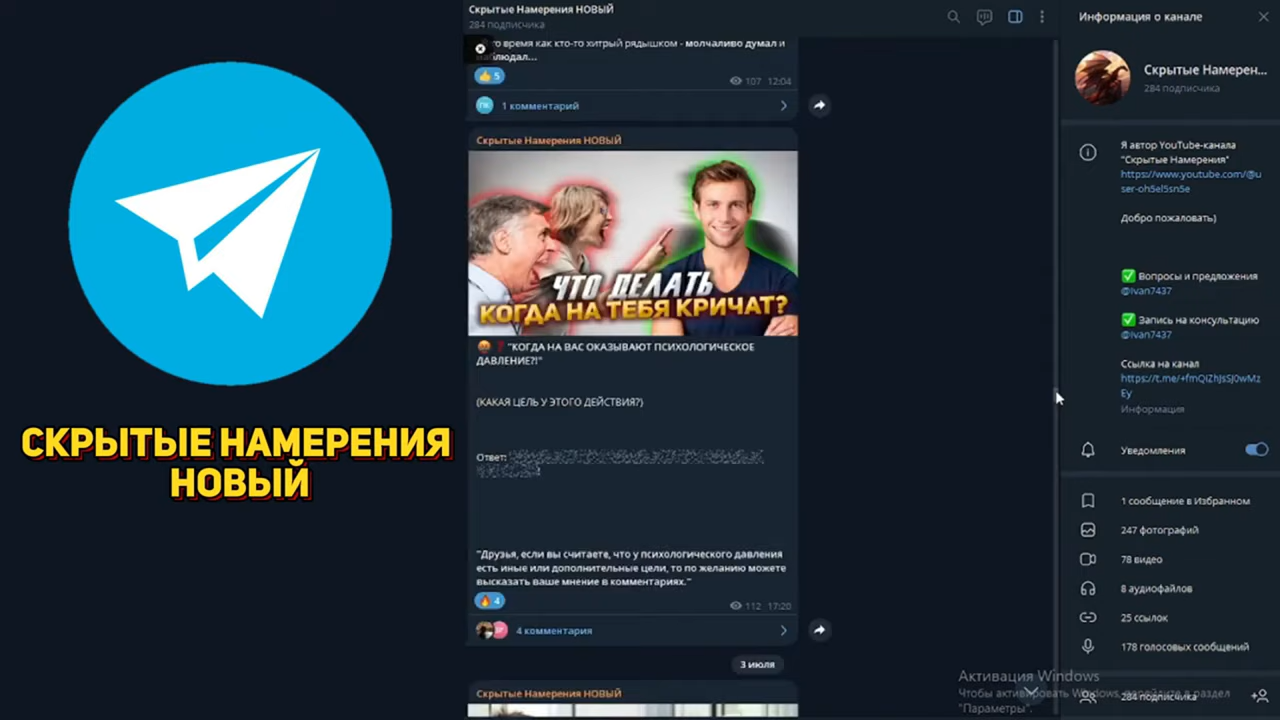 СКРЫТЫЕ НАМЕРЕНИЯ
НОВЫЙ
Скрытые Намерения НОВЫЙ
284 подписчика
то время как кто-то хитрый рядышком - молчаливо думал и
наблюдал...
5
107 12:04
ПК
1 комментарий
Скрытые Намерения НОВЫЙ
ЧТО ДЕЛАТЬ
КОГДА НА ТЕБЯ КРИЧАТ?
"КОГДА НА ВАС ОКАЗЫВАЮТ ПСИХОЛОГИЧЕСКОЕ
ДАВЛЕНИЕ?!"
(КАКАЯ ЦЕЛЬ У ЭТОГО ДЕЙСТВИЯ?)
Ответ:
"Друзья, если вы считаете, что у психологического давления
есть иные или дополнительные цели, то по желанию можете
высказать ваше мнение в комментариях."
4
112 17:20
4 комментария
3 июля
Скрытые Намерения НОВЫЙ
Информация о канале
Скрытые Намерен...
284 подписчика
Я автор YouTube-канала
"Скрытые Намерения"
https://www.youtube.com/@u
ser-oh5el5sn5e
Добро пожаловать)
✅ Вопросы и предложения
@ivan7437
✅ Запись на консультацию
@ivan7437
Ссылка на канал
Информация
Уведомления
1 сообщение в Избранном
247 фотографий
78 видео
8 аудиофайлов
25 ссылок
178 голосовых сообщений
284 подписчика
Активация Windows
Чтобы активировать Windows, перейдите в раздел
"Параметры".